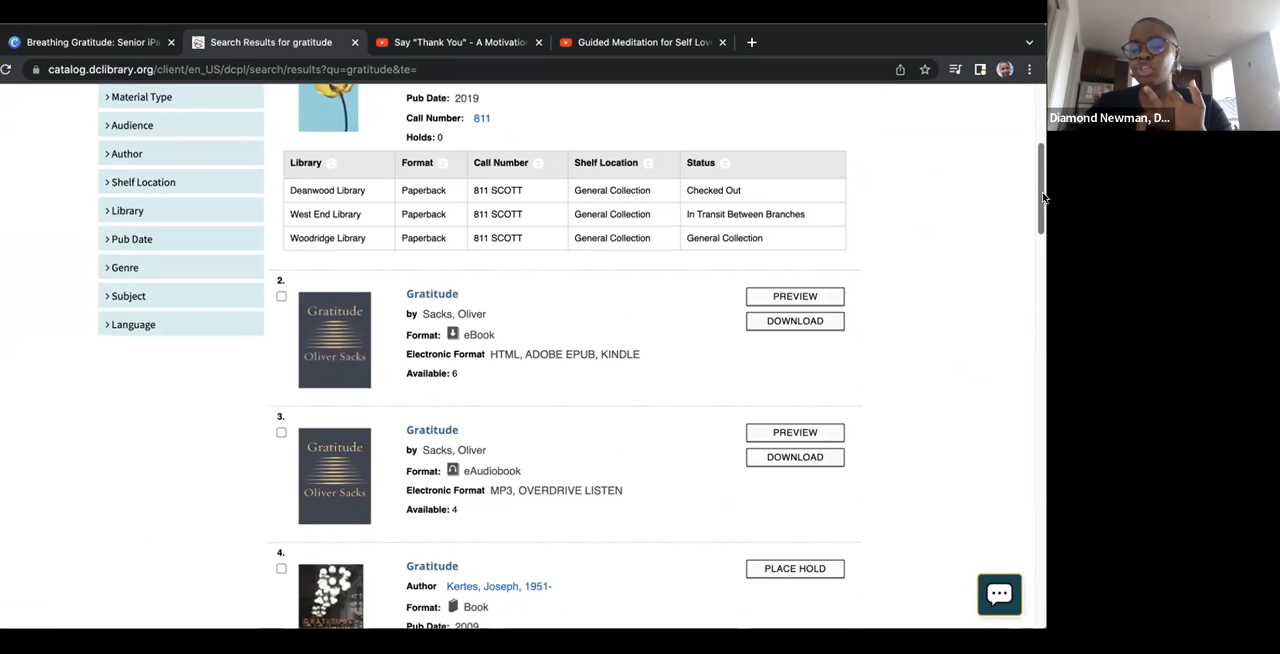 Breathing Gratitude: Senior iPa
Search Results for gratitude
Say "Thank You" - A Motivation
Guided Meditation for Self Love
catalog.dclibrary.org/client/en_US/dcpl/search/results?qu=gratitude&te=
Diamond Newman, D...
> Material Type
> Audience
> Author
> Shelf Location
> Library
> Pub Date
> Genre
> Subject
> Language
Pub Date: 2019
Call Number: 811
Holds: 0
Library Format Call Number Shelf Location Status
Deanwood Library Paperback 811 SCOTT General Collection Checked Out
West End Library Paperback 811 SCOTT General Collection In Transit Between Branches
Woodridge Library Paperback 811 SCOTT General Collection General Collection
2.
Gratitude
Oliver Sacks
Gratitude
by Sacks, Oliver
Format: eBook
Electronic Format HTML, ADOBE EPUB, KINDLE
Available: 6
PREVIEW
DOWNLOAD
3.
Gratitude
Oliver Sacks
Gratitude
by Sacks, Oliver
Format: eAudiobook
Electronic Format MP3, OVERDRIVE LISTEN
Available: 4
PREVIEW
DOWNLOAD
4.
GRATITUDE
Gratitude
Author Kertes, Joseph, 1951-
Format: Book
Pub Date: 2009
PLACE HOLD